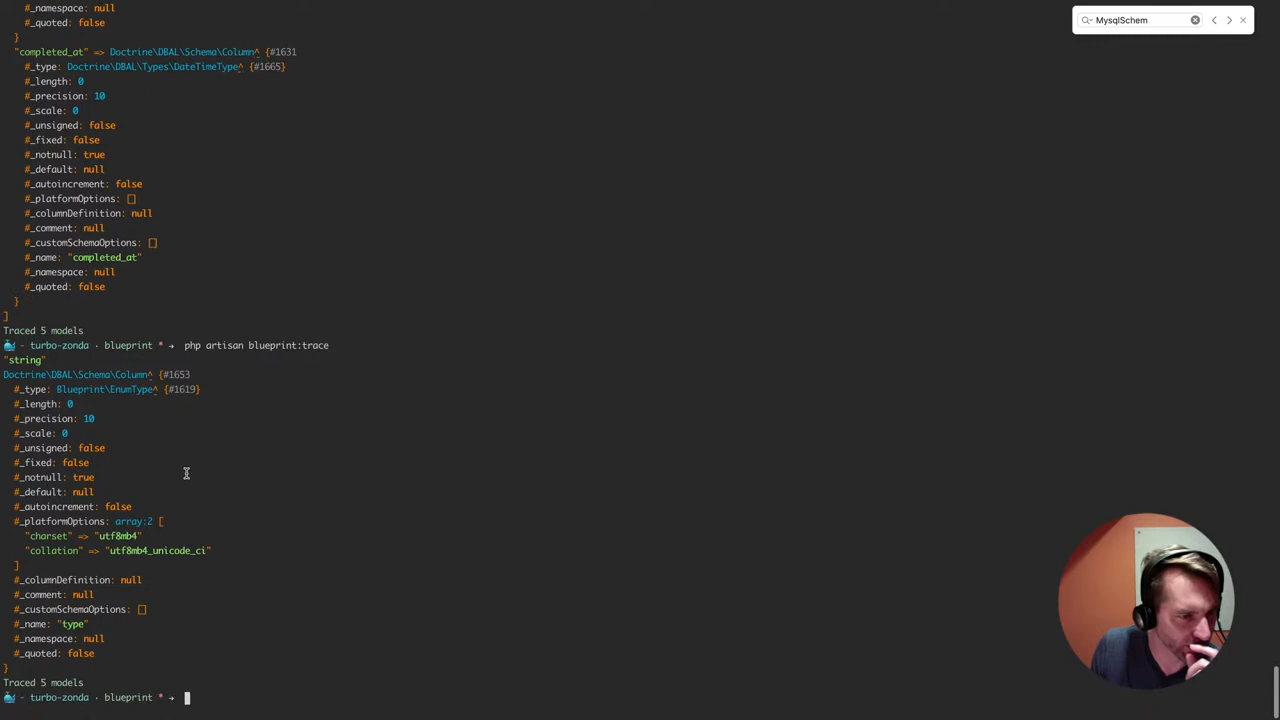 MysqlSchem
#_namespace: null
#_quoted: false
}
"completed_at" => Doctrine\DBAL\Schema\Column^ {#1631
#_type: Doctrine\DBAL\Types\DateTimeType^ {#1665}
#_length: 0
#_precision: 10
#_scale: 0
#_unsigned: false
#_fixed: false
#_notnull: true
#_default: null
#_autoincrement: false
#_platformOptions: []
#_columnDefinition: null
#_comment: null
#_customSchemaOptions: []
#_name: "completed_at"
#_namespace: null
#_quoted: false
}
]
Traced 5 models
🐳 - turbo-zonda · blueprint * → php artisan blueprint:trace
"string"
Doctrine\DBAL\Schema\Column^ {#1653
#_type: Blueprint\EnumType^ {#1619}
#_length: 0
#_precision: 10
#_scale: 0
#_unsigned: false
#_fixed: false
#_notnull: true
#_default: null
#_autoincrement: false
#_platformOptions: array:2 [
"charset" => "utf8mb4"
"collation" => "utf8mb4_unicode_ci"
]
#_columnDefinition: null
#_comment: null
#_customSchemaOptions: []
#_name: "type"
#_namespace: null
#_quoted: false
}
Traced 5 models
🐳 - turbo-zonda · blueprint * →